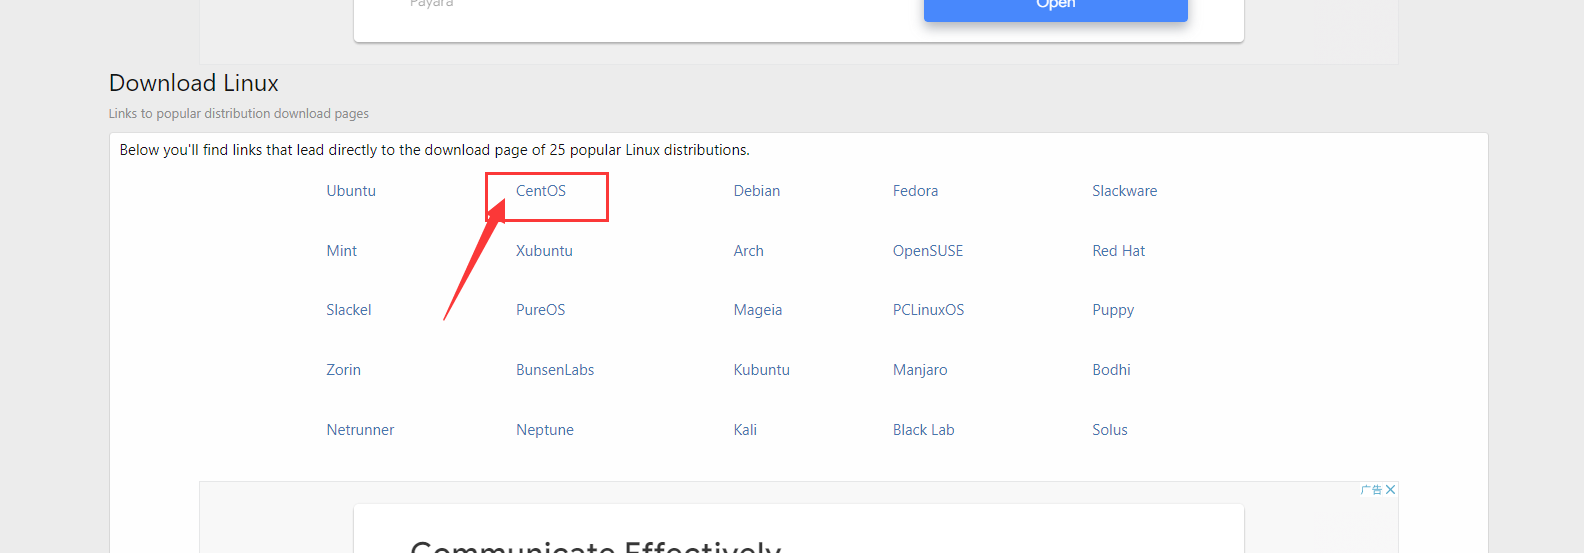 Payara
Open
Download Linux
Links to popular distribution download pages
Below you'll find links that lead directly to the download page of 25 popular Linux distributions.
Ubuntu CentOS Debian Fedora Slackware
Mint Xubuntu Arch OpenSUSE Red Hat
Slackel PureOS Mageia PCLinuxOS Puppy
Zorin BunsenLabs Kubuntu Manjaro Bodhi
Netrunner Neptune Kali Black Lab Solus
广告
Communicate Effectively